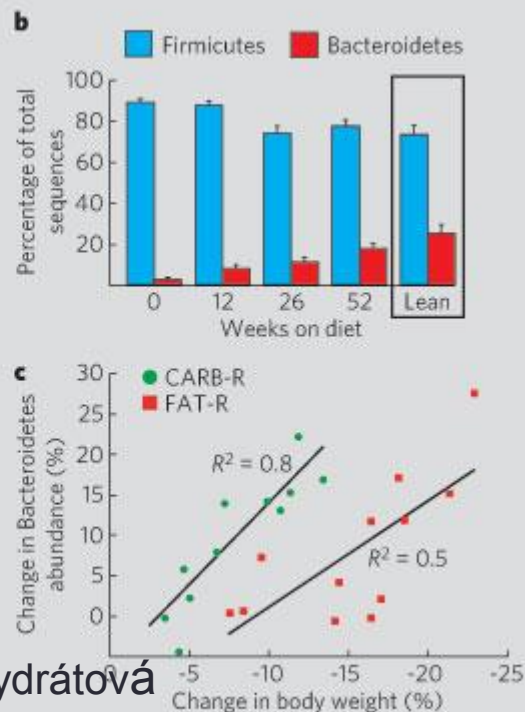 b
Firmicutes Bacteroidetes
Percentage of total
sequences
100
80
60
40
20
0 12 26 52 Lean
Weeks on diet
c
CARB-R
FAT-R
R² = 0.8
R² = 0.5
Change in Bacteroidetes
abundance (%)
30
25
20
15
10
5
0
-5 -10 -15 -20 -25
Change in body weight (%)
ydrátová